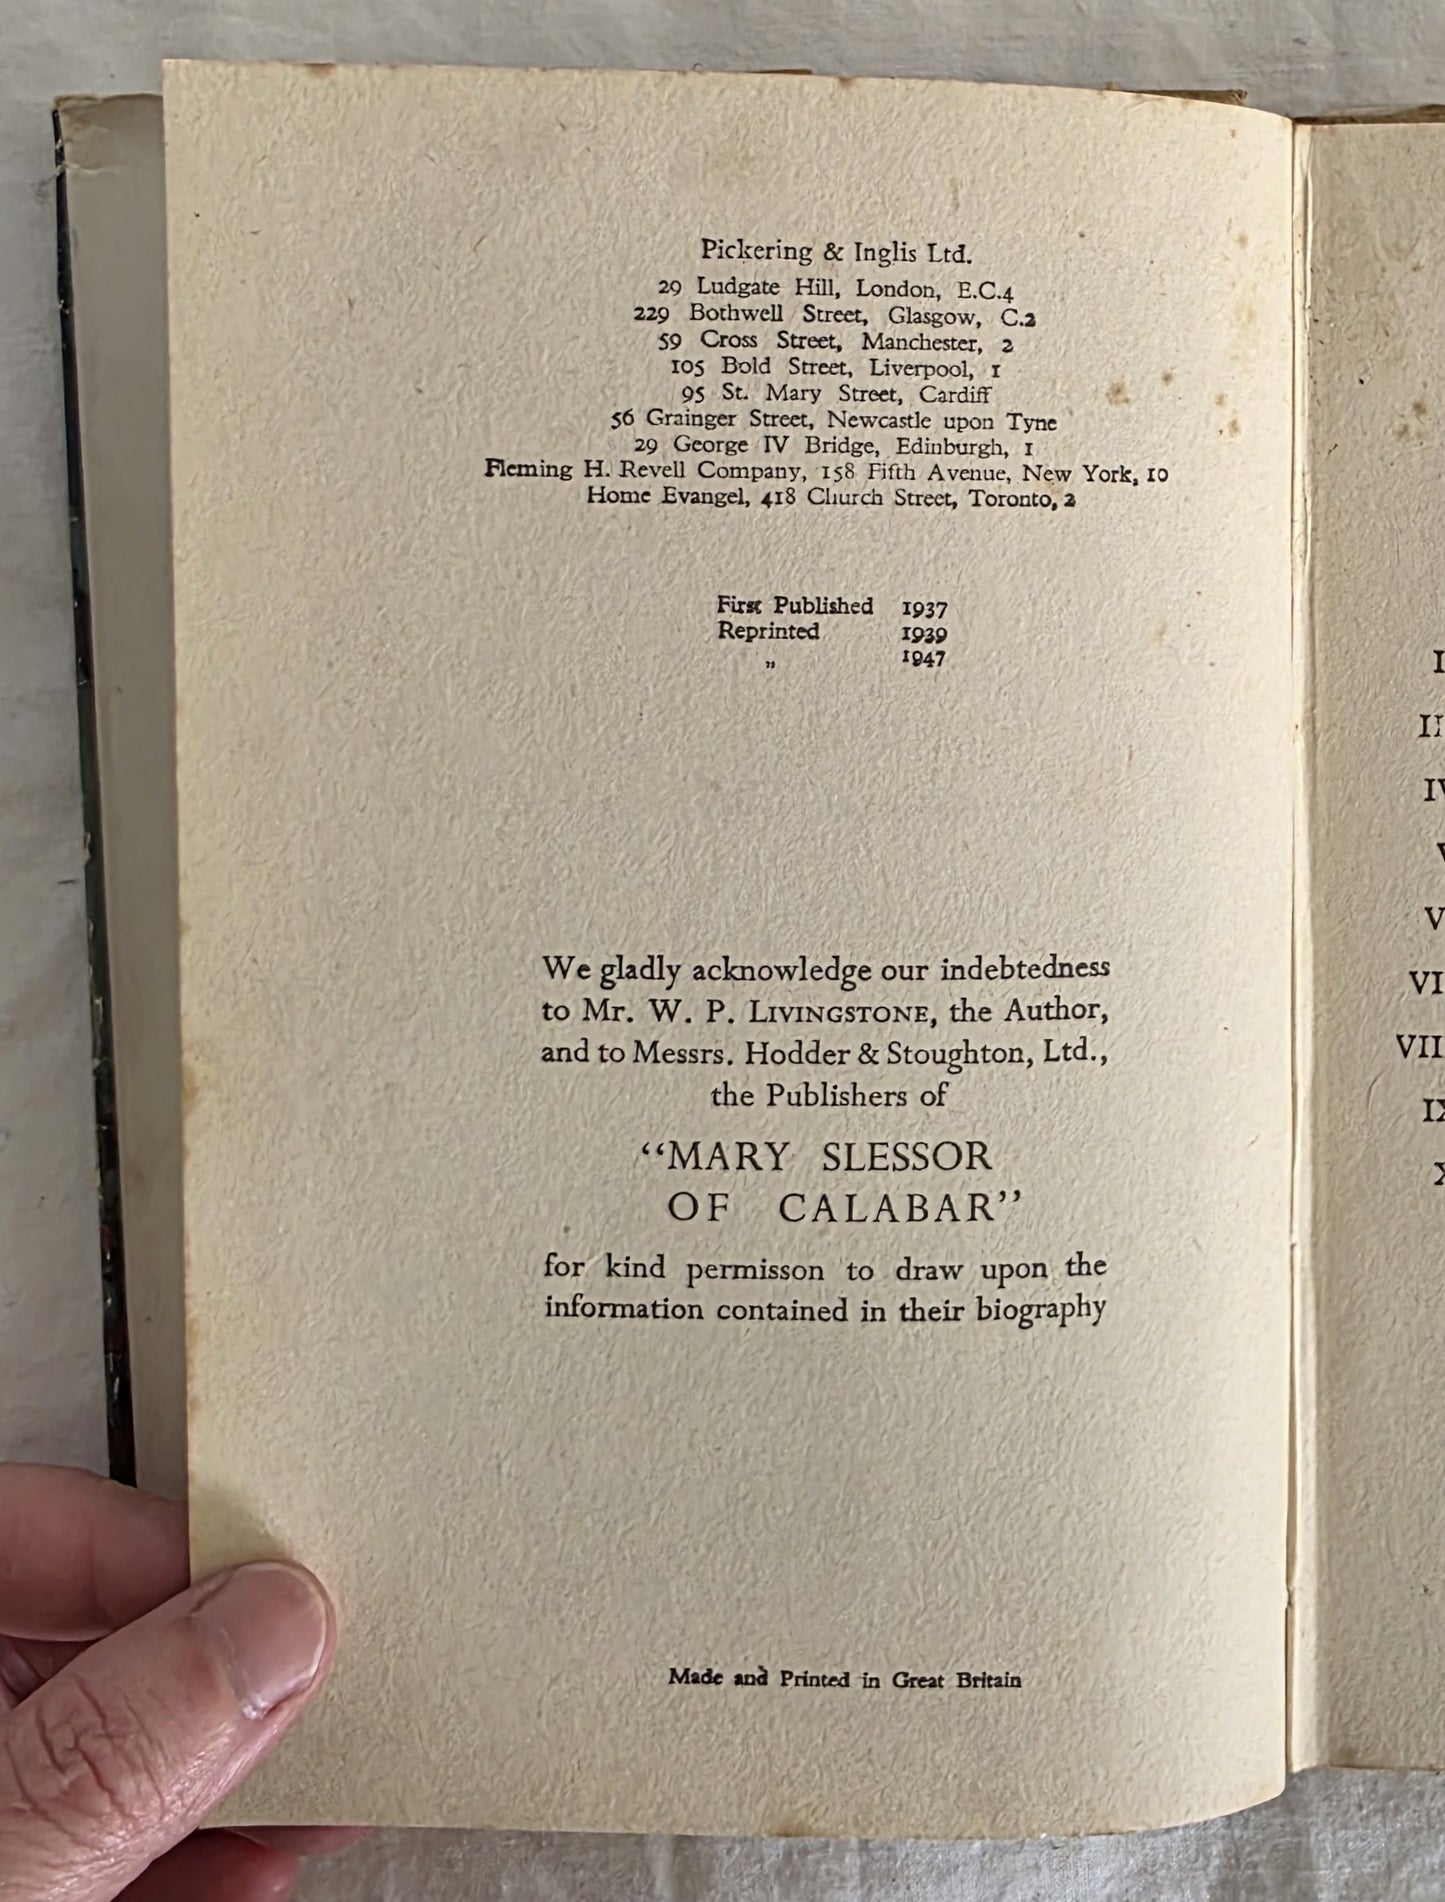 Pickering & Inglis Ltd.
29 Ludgate Hill, London, E.C.4
229 Bothwell Street, Glasgow, C.2
59 Cross Street, Manchester, 2
105 Bold Street, Liverpool, 1
95 St. Mary Street, Cardiff
56 Grainger Street, Newcastle upon Tyne
29 George IV Bridge, Edinburgh, 1
Fleming H. Revell Company, 158 Fifth Avenue, New York, 10
Home Evangel, 418 Church Street, Toronto, 2
First Published 1937
Reprinted 1939
„ 1947
We gladly acknowledge our indebtedness
to Mr. W. P. LIVINGSTONE, the Author,
and to Messrs. Hodder & Stoughton, Ltd.,
the Publishers of
“MARY SLESSOR
OF CALABAR”
for kind permisson to draw upon the
information contained in their biography
Made and Printed in Great Britain